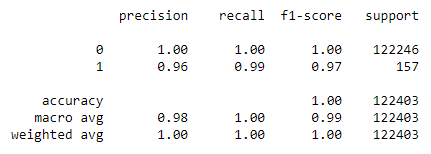 precision recall f1-score support
0 1.00 1.00 1.00 122246
1 0.96 0.99 0.97 157
accuracy 1.00 122403
macro avg 0.98 1.00 0.99 122403
weighted avg 1.00 1.00 1.00 122403